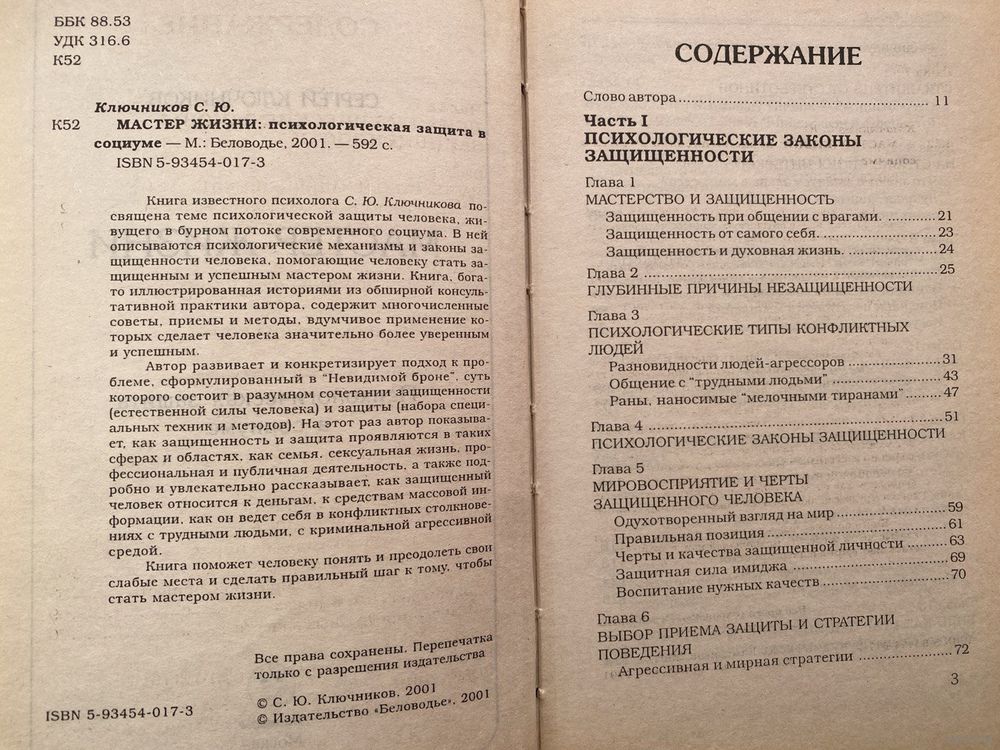 ББК 88.53
УДК 316.6
К52
Ключников С. Ю.
К52 МАСТЕР ЖИЗНИ: психологическая защита в
социуме — М.: Беловодье, 2001. — 592 с.
ISBN 5-93454-017-3
Книга известного психолога С. Ю. Ключникова по-
священа теме психологической защиты человека, жи-
вущего в бурном потоке современного социума. В ней
описываются психологические механизмы и законы за-
щищенности человека, помогающие человеку стать за-
щищенным и успешным мастером жизни. Книга, бога-
то иллюстрированная историями из обширной консуль-
тативной практики автора, содержит многочисленные
советы, приемы и методы, вдумчивое применение ко-
торых сделает человека значительно более уверенным
и успешным.
Автор развивает и конкретизирует подход к про-
блеме, сформулированный в "Невидимой броне", суть
которого состоит в разумном сочетании защищенности
(естественной силы человека) и защиты (набора специ-
альных техник и методов). На этот раз автор показыва-
ет, как защищенность и защита проявляются в таких
сферах и областях, как семья, сексуальная жизнь, про-
фессиональная и публичная деятельность, а также под-
робно и увлекательно рассказывает, как защищенный
человек относится к деньгам, к средствам массовой ин-
формации, как он ведет себя в конфликтных столкнове-
ниях с трудными людьми, с криминальной агрессивной
средой.
Книга поможет человеку понять и преодолеть свои
слабые места и сделать правильный шаг к тому, чтобы
стать мастером жизни.
Все права сохранены. Перепечатка
только с разрешения издательства
© С. Ю. Ключников, 2001
ISBN 5-93454-017-3 © Издательство «Беловодье», 2001
СОДЕРЖАНИЕ
Слово автора ........ 11
Часть I
ПСИХОЛОГИЧЕСКИЕ ЗАКОНЫ
ЗАЩИЩЕННОСТИ
Глава 1
МАСТЕРСТВО И ЗАЩИЩЕННОСТЬ
Защищенность при общении с врагами. ........ 21
Защищенность от самого себя. ........ 23
Защищенность и духовная жизнь. ........ 24
Глава 2 ........ 25
ГЛУБИННЫЕ ПРИЧИНЫ НЕЗАЩИЩЕННОСТИ
Глава 3
ПСИХОЛОГИЧЕСКИЕ ТИПЫ КОНФЛИКТНЫХ
ЛЮДЕЙ
Разновидности людей-агрессоров ........ 31
Общение с "трудными людьми" ........ 43
Раны, наносимые "мелочными тиранами" ........ 47
Глава 4 ........ 51
ПСИХОЛОГИЧЕСКИЕ ЗАКОНЫ ЗАЩИЩЕННОСТИ
Глава 5
МИРОВОСПРИЯТИЕ И ЧЕРТЫ
ЗАЩИЩЕННОГО ЧЕЛОВЕКА
Одухотворенный взгляд на мир ........ 59
Правильная позиция ........ 61
Черты и качества защищенной личности ........ 63
Защитная сила имиджа ........ 69
Воспитание нужных качеств ........ 70
Глава 6
ВЫБОР ПРИЕМА ЗАЩИТЫ И СТРАТЕГИИ
ПОВЕДЕНИЯ
Агрессивная и мирная стратегии ........ 72
3